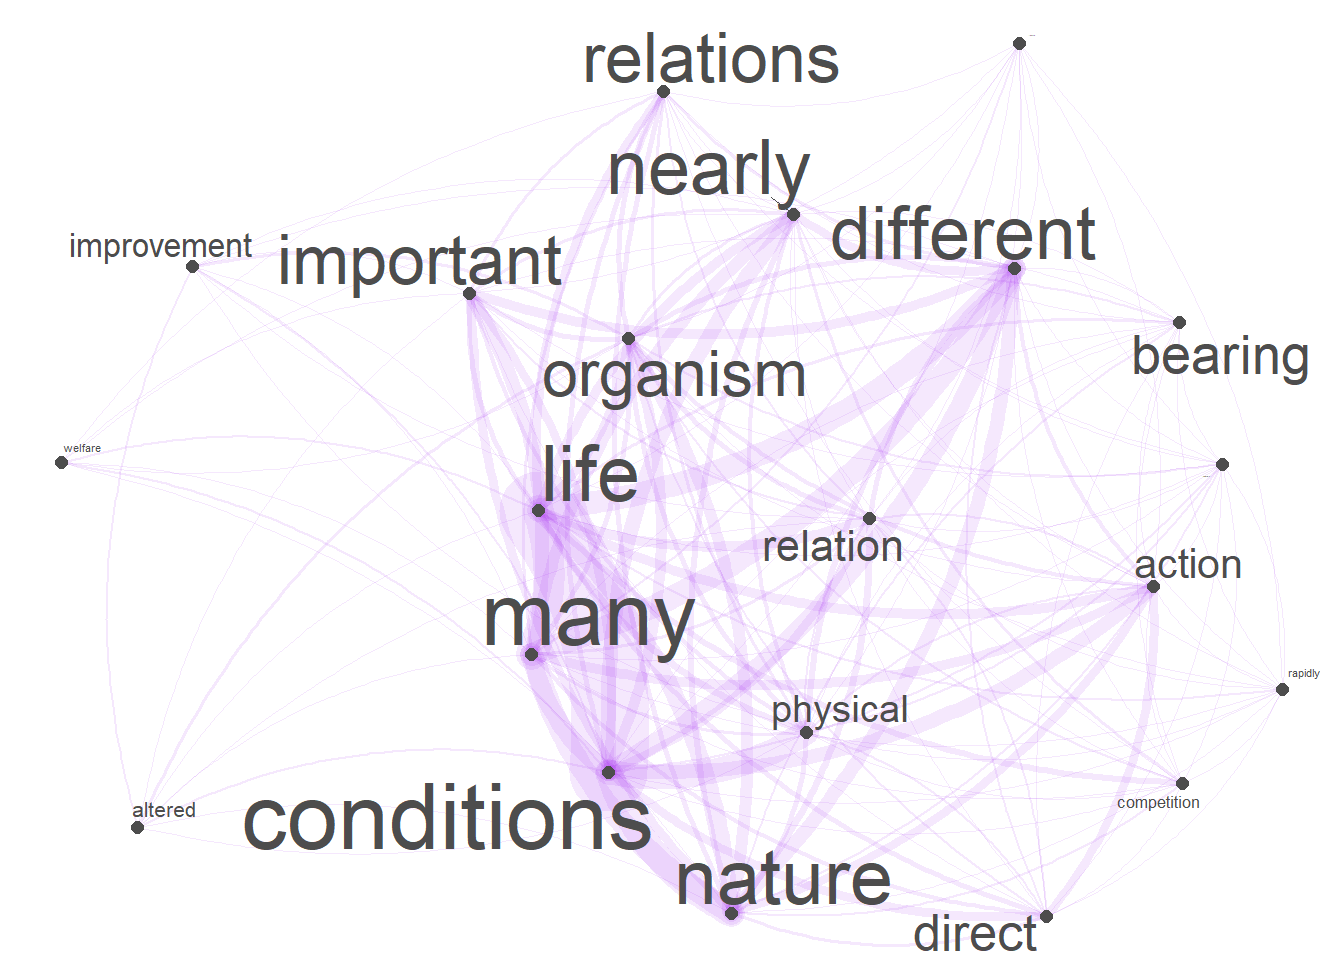 relations
nearly
different
improvement
important
bearing
organism
welfare
life
relation
action
many
rapidly
physical
conditions
competition
altered
nature
direct